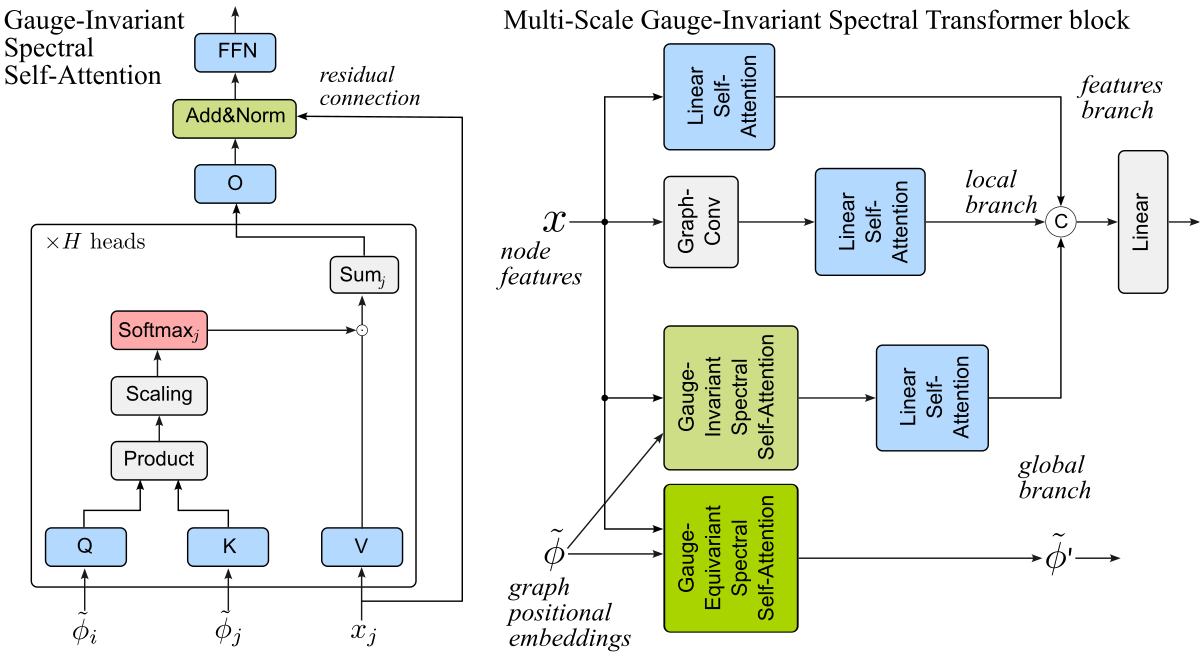 Gauge-Invariant
Spectral
Self-Attention
FFN
residual
connection
Add&Norm
O
×H heads
Sum_j
Softmax_j
Scaling
Product
Q
K
V
ϕ̃_i
ϕ̃_j
x_j
Multi-Scale Gauge-Invariant Spectral Transformer block
Linear
Self-
Attention
features
branch
x
node
features
Graph-
Conv
Linear
Self-
Attention
local
branch
C
Linear
Gauge-
Invariant
Spectral
Self-Attention
Linear
Self-
Attention
global
branch
ϕ̃
graph
positional
embeddings
Gauge-
Equivariant
Spectral
Self-Attention
ϕ̃'